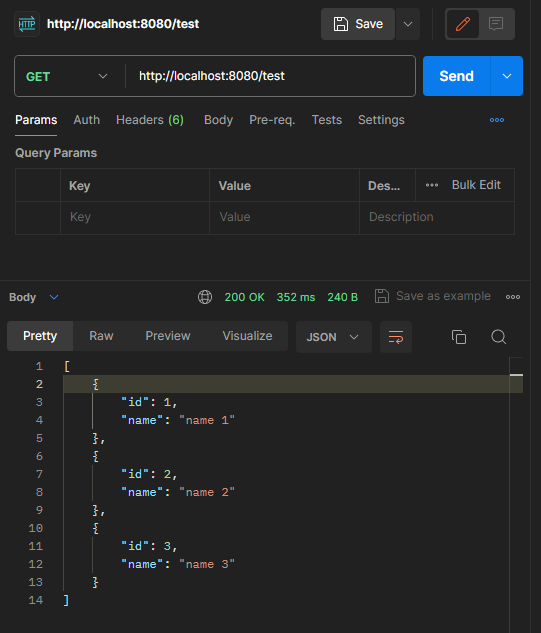 HTTP http://localhost:8080/test Save
GET http://localhost:8080/test Send
Params Auth Headers (6) Body Pre-req. Tests Settings
Query Params
Key Value Des... Bulk Edit
Key Value Description
Body 200 OK 352 ms 240 B Save as example
Pretty Raw Preview Visualize JSON
1 [
2 {
3 "id": 1,
4 "name": "name 1"
5 },
6 {
7 "id": 2,
8 "name": "name 2"
9 },
10 {
11 "id": 3,
12 "name": "name 3"
13 }
14 ]